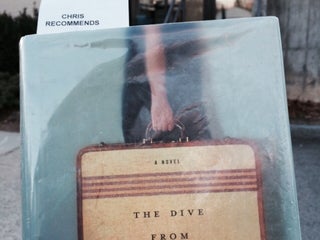 CHRIS
RECOMMENDS
A NOVEL
THE DIVE
FROM